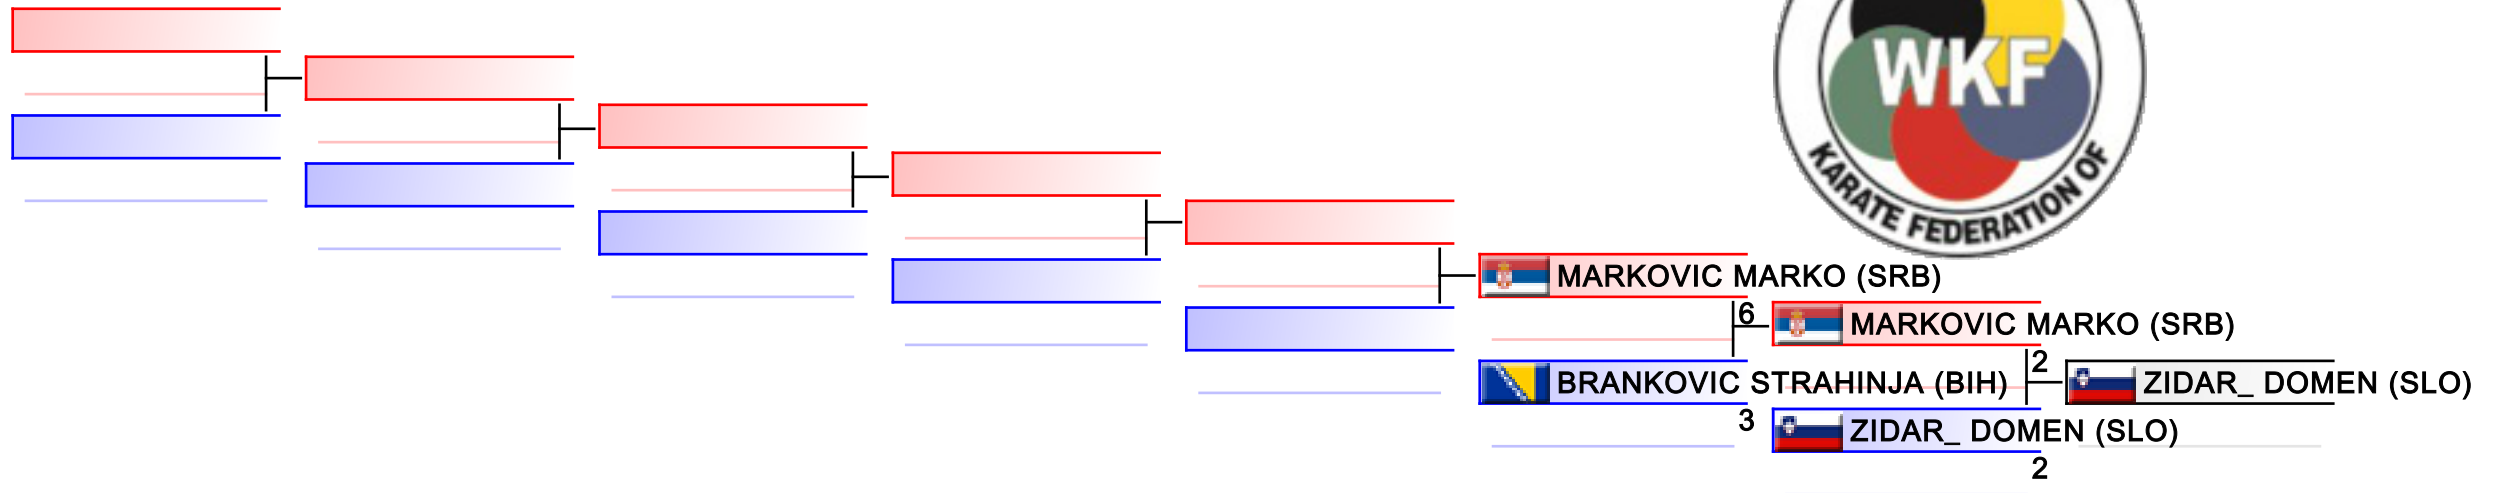 WKF
KARATE FEDERATION OF
MARKOVIC MARKO (SRB)
6
MARKOVIC MARKO (SRB)
2
BRANKOVIC STRAHINJA (BIH)
ZIDAR_ DOMEN (SLO)
3
ZIDAR_ DOMEN (SLO)
2